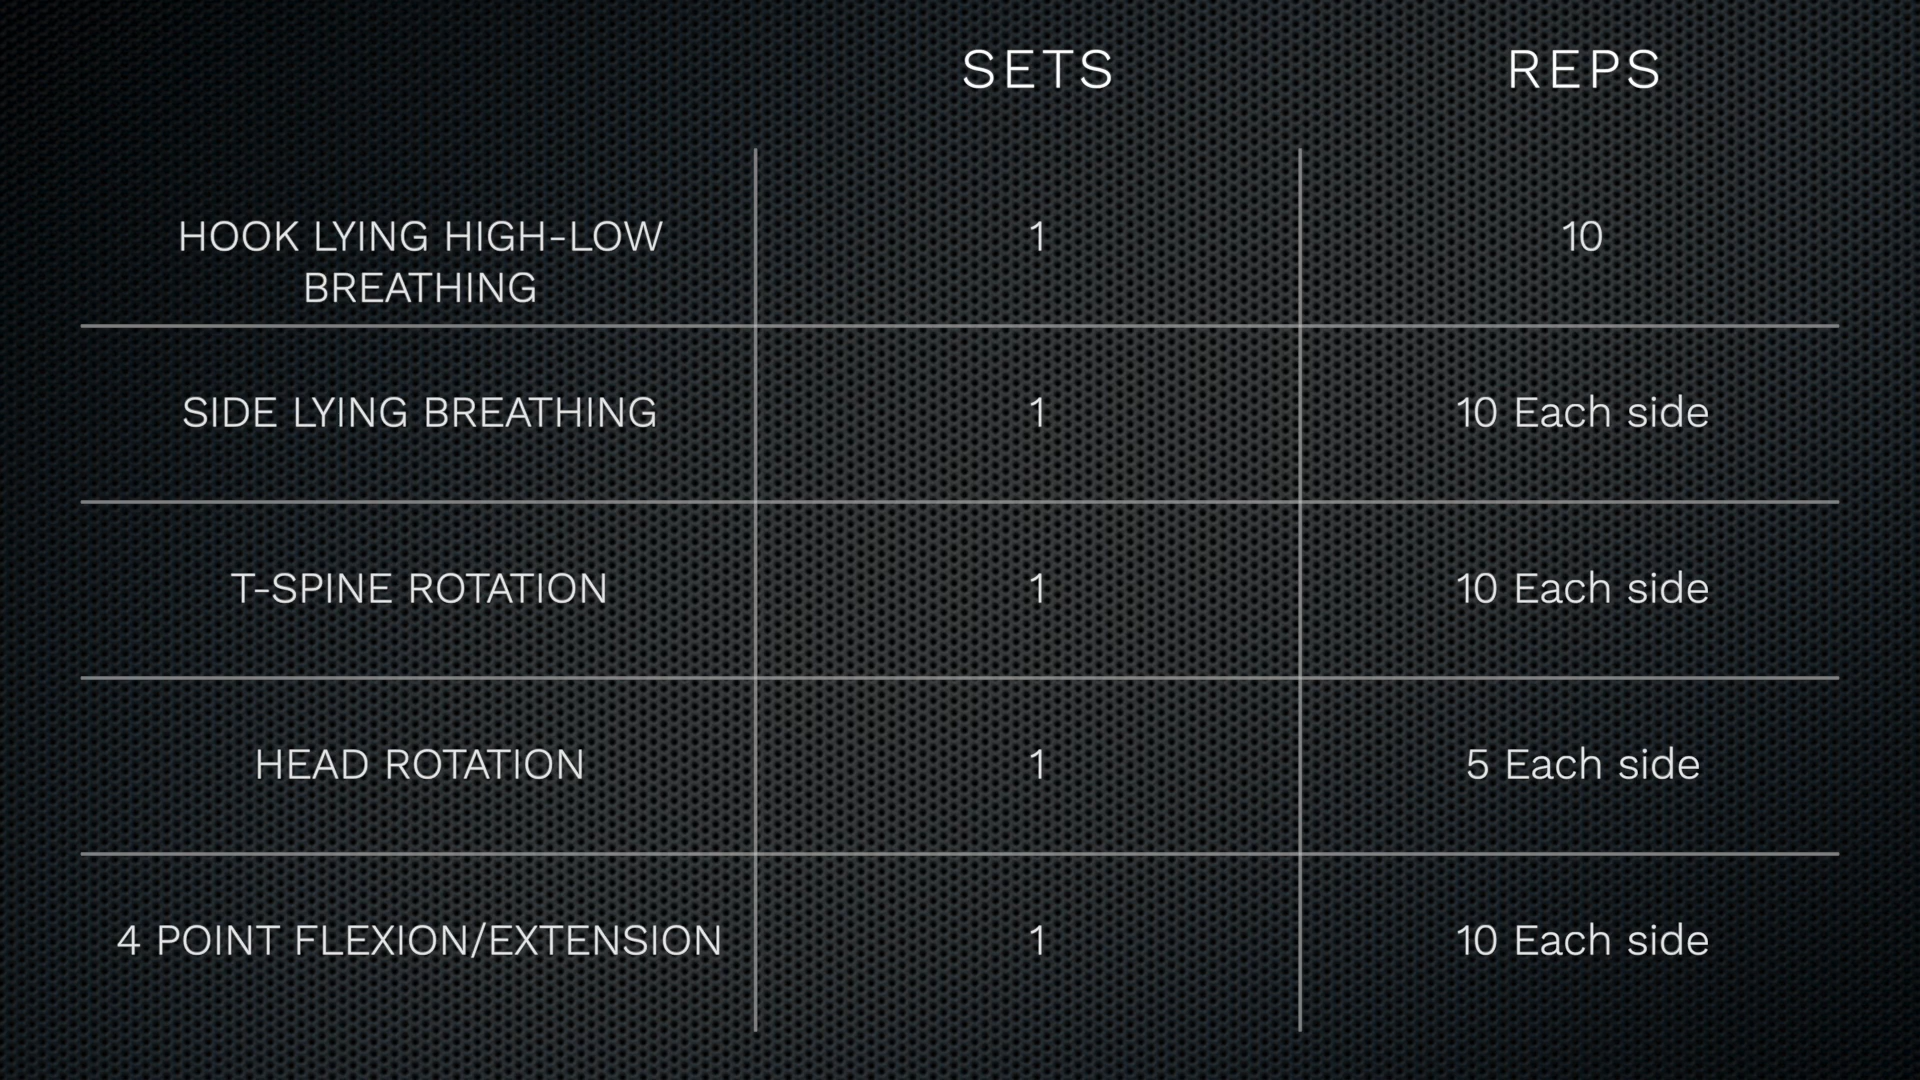 SETS REPS
HOOK LYING HIGH-LOW 1 10
BREATHING
SIDE LYING BREATHING 1 10 Each side
T-SPINE ROTATION 1 10 Each side
HEAD ROTATION 1 5 Each side
4 POINT FLEXION/EXTENSION 1 10 Each side